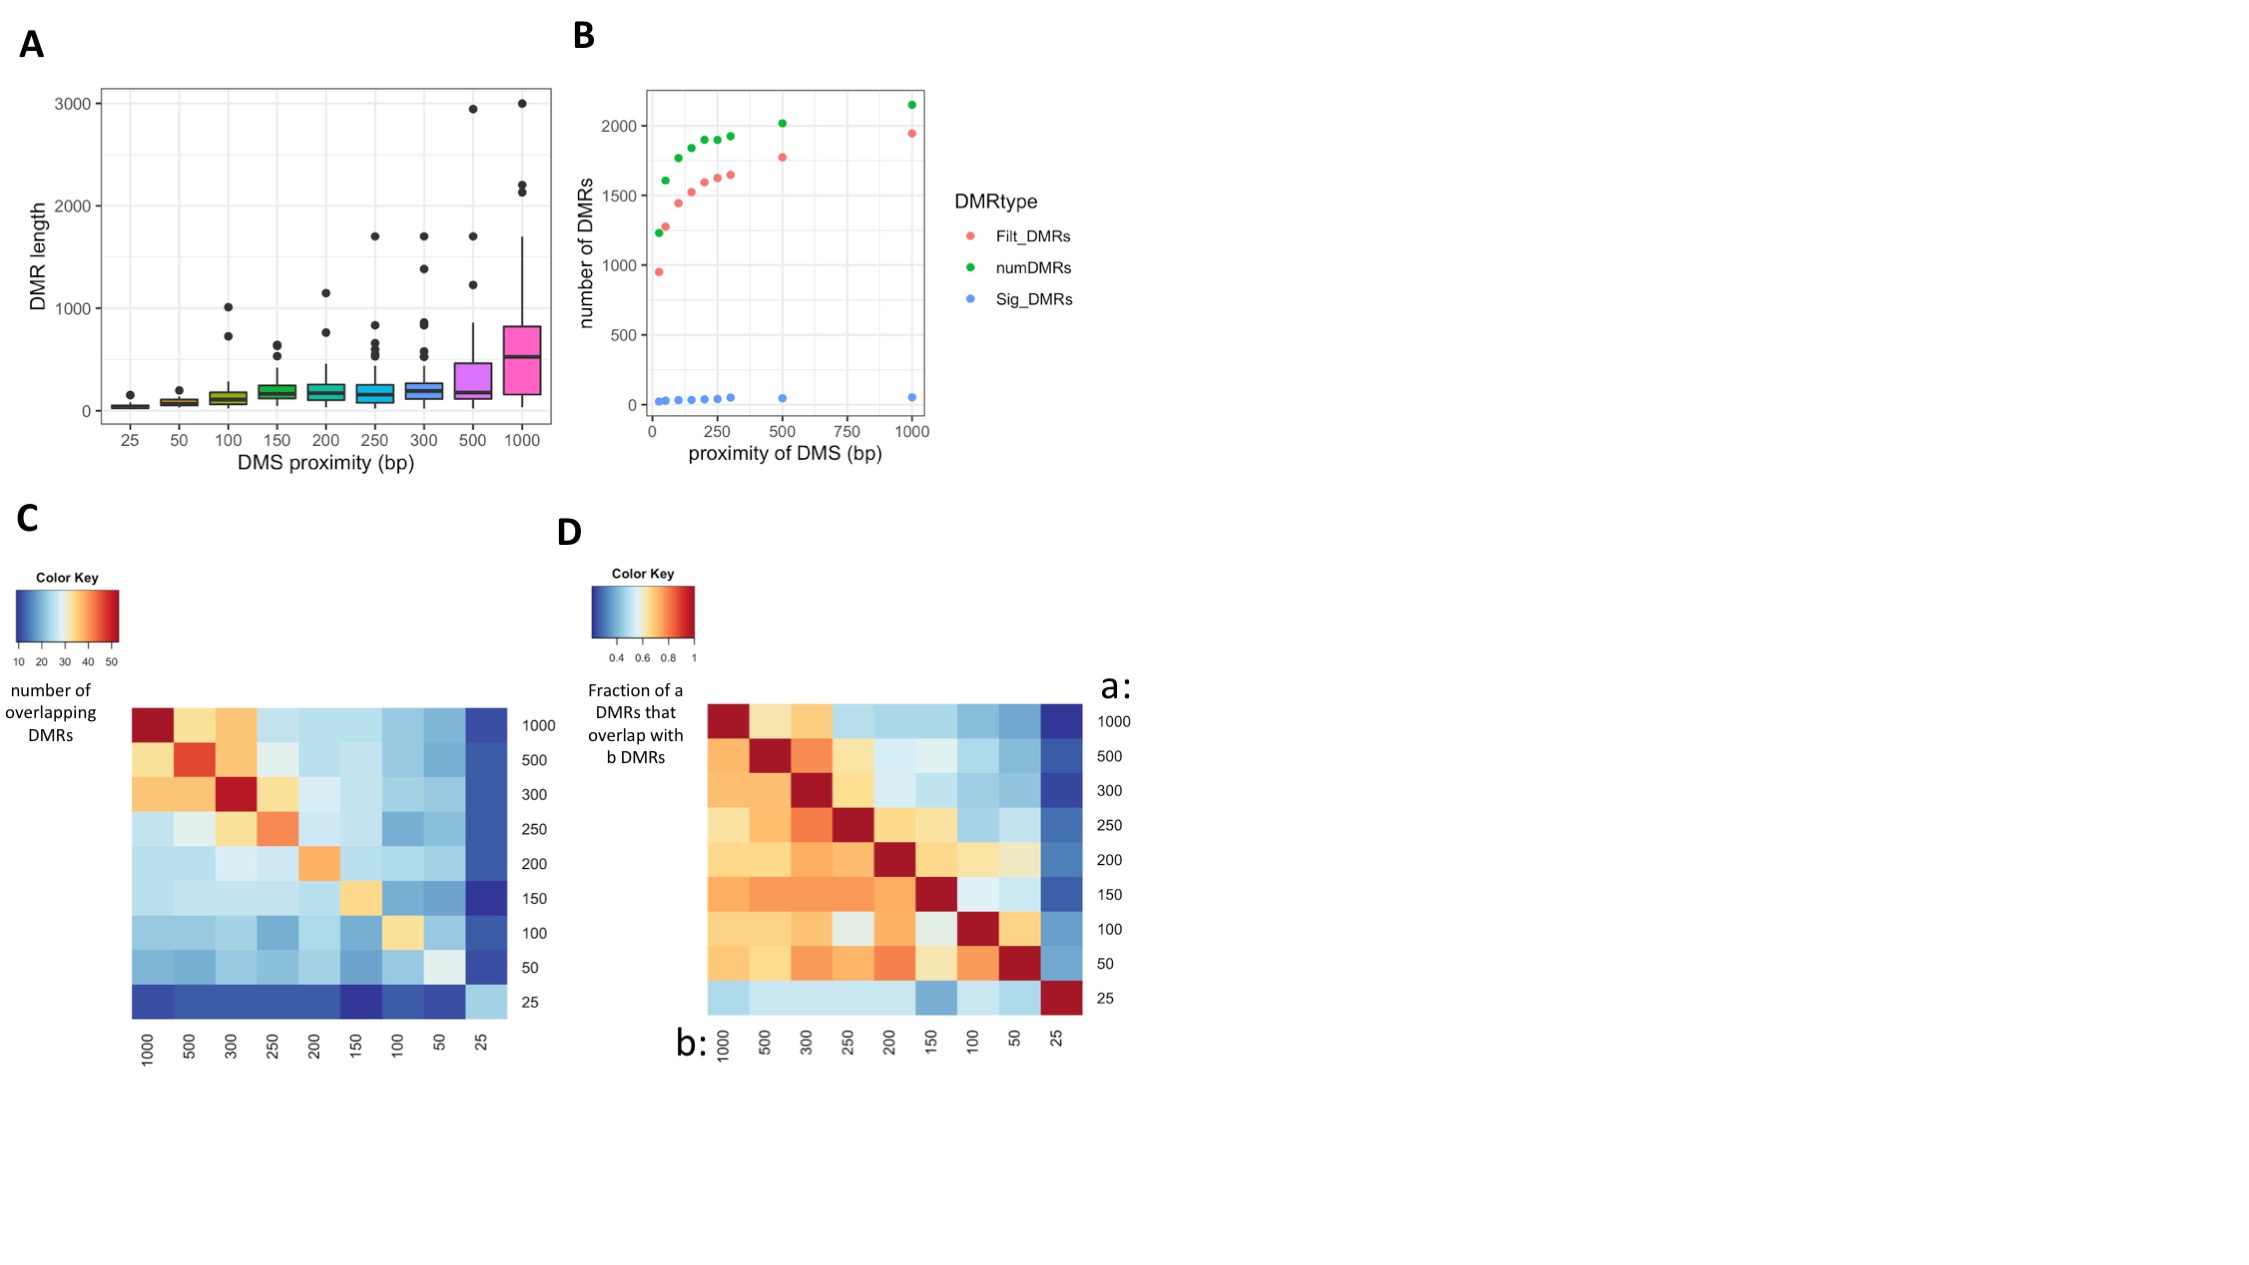 A
3000
2000
1000
0
DMR length
25 50 100 150 200 250 300 500 1000
DMS proximity (bp)
B
2000
1500
1000
500
0
number of DMRs
0 250 500 750 1000
proximity of DMS (bp)
DMRtype
Filt_DMRs
numDMRs
Sig_DMRs
C
Color Key
10 20 30 40 50
number of
overlapping
DMRs
1000
500
300
250
200
150
100
50
25
1000 500 300 250 200 150 100 50 25
D
Color Key
0.4 0.6 0.8 1
Fraction of a
DMRs that
overlap with
b DMRs
a:
1000
500
300
250
200
150
100
50
25
b: 1000 500 300 250 200 150 100 50 25